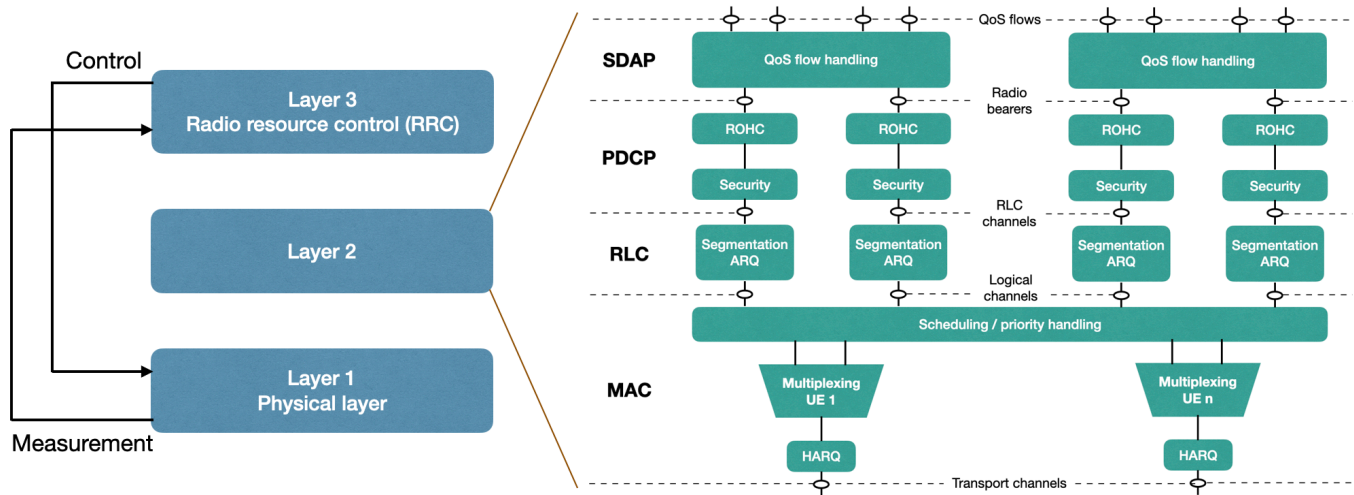 Control
Layer 3
Radio resource control (RRC)
Layer 2
Layer 1
Physical layer
Measurement
QoS flows
SDAP
QoS flow handling
QoS flow handling
Radio
bearers
PDCP
ROHC
ROHC
ROHC
ROHC
Security
Security
Security
Security
RLC
channels
RLC
Segmentation
ARQ
Segmentation
ARQ
Segmentation
ARQ
Segmentation
ARQ
Logical
channels
Scheduling / priority handling
MAC
Multiplexing
UE 1
Multiplexing
UE n
HARQ
HARQ
Transport channels